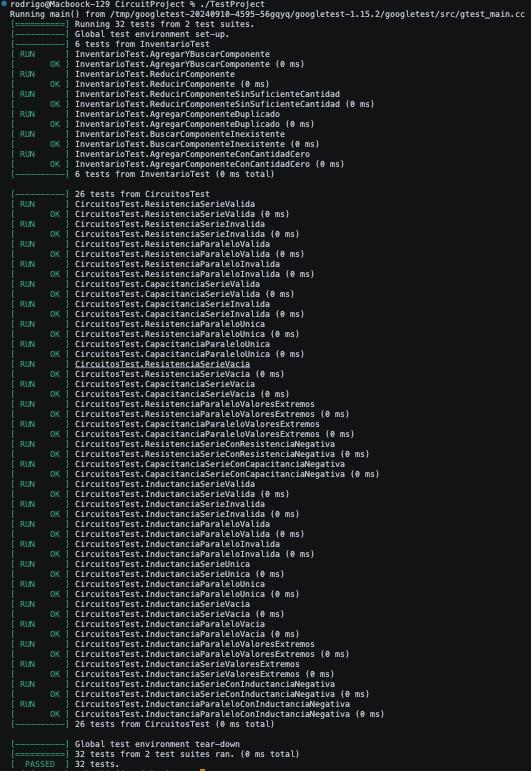 rodrigo@Macboock-129 CircuitProject % ./TestProject
Running main() from /tmp/googletest-20240910-4595-56gqyq/googletest-1.15.2/googletest/src/gtest_main.cc
[==========] Running 32 tests from 2 test suites.
[----------] Global test environment set-up.
[----------] 6 tests from InventarioTest
[ RUN      ] InventarioTest.AgregarYBuscarComponente
[       OK ] InventarioTest.AgregarYBuscarComponente (0 ms)
[ RUN      ] InventarioTest.ReducirComponente
[       OK ] InventarioTest.ReducirComponente (0 ms)
[ RUN      ] InventarioTest.ReducirComponenteSinSuficienteCantidad
[       OK ] InventarioTest.ReducirComponenteSinSuficienteCantidad (0 ms)
[ RUN      ] InventarioTest.AgregarComponenteDuplicado
[       OK ] InventarioTest.AgregarComponenteDuplicado (0 ms)
[ RUN      ] InventarioTest.BuscarComponenteInexistente
[       OK ] InventarioTest.BuscarComponenteInexistente (0 ms)
[ RUN      ] InventarioTest.AgregarComponenteConCantidadCero
[       OK ] InventarioTest.AgregarComponenteConCantidadCero (0 ms)
[----------] 6 tests from InventarioTest (0 ms total)
[----------] 26 tests from CircuitosTest
[ RUN      ] CircuitosTest.ResistenciaSerieValida
[       OK ] CircuitosTest.ResistenciaSerieValida (0 ms)
[ RUN      ] CircuitosTest.ResistenciaSerieInvalida
[       OK ] CircuitosTest.ResistenciaSerieInvalida (0 ms)
[ RUN      ] CircuitosTest.ResistenciaParaleloValida
[       OK ] CircuitosTest.ResistenciaParaleloValida (0 ms)
[ RUN      ] CircuitosTest.ResistenciaParaleloInvalida
[       OK ] CircuitosTest.ResistenciaParaleloInvalida (0 ms)
[ RUN      ] CircuitosTest.CapacitanciaSerieValida
[       OK ] CircuitosTest.CapacitanciaSerieValida (0 ms)
[ RUN      ] CircuitosTest.CapacitanciaSerieInvalida
[       OK ] CircuitosTest.CapacitanciaSerieInvalida (0 ms)
[ RUN      ] CircuitosTest.ResistenciaParaleloUnica
[       OK ] CircuitosTest.ResistenciaParaleloUnica (0 ms)
[ RUN      ] CircuitosTest.CapacitanciaParaleloUnica
[       OK ] CircuitosTest.CapacitanciaParaleloUnica (0 ms)
[ RUN      ] CircuitosTest.ResistenciaSerieVacia
[       OK ] CircuitosTest.ResistenciaSerieVacia (0 ms)
[ RUN      ] CircuitosTest.CapacitanciaSerieVacia
[       OK ] CircuitosTest.CapacitanciaSerieVacia (0 ms)
[ RUN      ] CircuitosTest.ResistenciaParaleloValoresExtremos
[       OK ] CircuitosTest.ResistenciaParaleloValoresExtremos (0 ms)
[ RUN      ] CircuitosTest.CapacitanciaParaleloValoresExtremos
[       OK ] CircuitosTest.CapacitanciaParaleloValoresExtremos (0 ms)
[ RUN      ] CircuitosTest.ResistenciaSerieConResistenciaNegativa
[       OK ] CircuitosTest.ResistenciaSerieConResistenciaNegativa (0 ms)
[ RUN      ] CircuitosTest.CapacitanciaSerieConCapacitanciaNegativa
[       OK ] CircuitosTest.CapacitanciaSerieConCapacitanciaNegativa (0 ms)
[ RUN      ] CircuitosTest.InductanciaSerieValida
[       OK ] CircuitosTest.InductanciaSerieValida (0 ms)
[ RUN      ] CircuitosTest.InductanciaSerieInvalida
[       OK ] CircuitosTest.InductanciaSerieInvalida (0 ms)
[ RUN      ] CircuitosTest.InductanciaParaleloValida
[       OK ] CircuitosTest.InductanciaParaleloValida (0 ms)
[ RUN      ] CircuitosTest.InductanciaParaleloInvalida
[       OK ] CircuitosTest.InductanciaParaleloInvalida (0 ms)
[ RUN      ] CircuitosTest.InductanciaSerieUnica
[       OK ] CircuitosTest.InductanciaSerieUnica (0 ms)
[ RUN      ] CircuitosTest.InductanciaParaleloUnica
[       OK ] CircuitosTest.InductanciaParaleloUnica (0 ms)
[ RUN      ] CircuitosTest.InductanciaSerieVacia
[       OK ] CircuitosTest.InductanciaSerieVacia (0 ms)
[ RUN      ] CircuitosTest.InductanciaParaleloVacia
[       OK ] CircuitosTest.InductanciaParaleloVacia (0 ms)
[ RUN      ] CircuitosTest.InductanciaParaleloValoresExtremos
[       OK ] CircuitosTest.InductanciaParaleloValoresExtremos (0 ms)
[ RUN      ] CircuitosTest.InductanciaSerieValoresExtremos
[       OK ] CircuitosTest.InductanciaSerieValoresExtremos (0 ms)
[ RUN      ] CircuitosTest.InductanciaSerieConInductanciaNegativa
[       OK ] CircuitosTest.InductanciaSerieConInductanciaNegativa (0 ms)
[ RUN      ] CircuitosTest.InductanciaParaleloConInductanciaNegativa
[       OK ] CircuitosTest.InductanciaParaleloConInductanciaNegativa (0 ms)
[----------] 26 tests from CircuitosTest (0 ms total)
[----------] Global test environment tear-down
[==========] 32 tests from 2 test suites ran. (0 ms total)
[  PASSED  ] 32 tests.